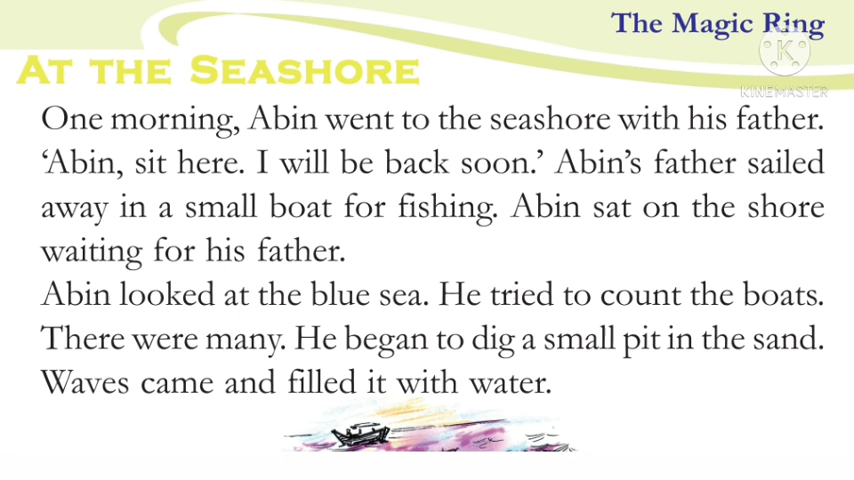 The Magic Ring
K
KINEMASTER
AT THE SEASHORE
One morning, Abin went to the seashore with his father.
‘Abin, sit here. I will be back soon.’ Abin’s father sailed
away in a small boat for fishing. Abin sat on the shore
waiting for his father.
Abin looked at the blue sea. He tried to count the boats.
There were many. He began to dig a small pit in the sand.
Waves came and filled it with water.